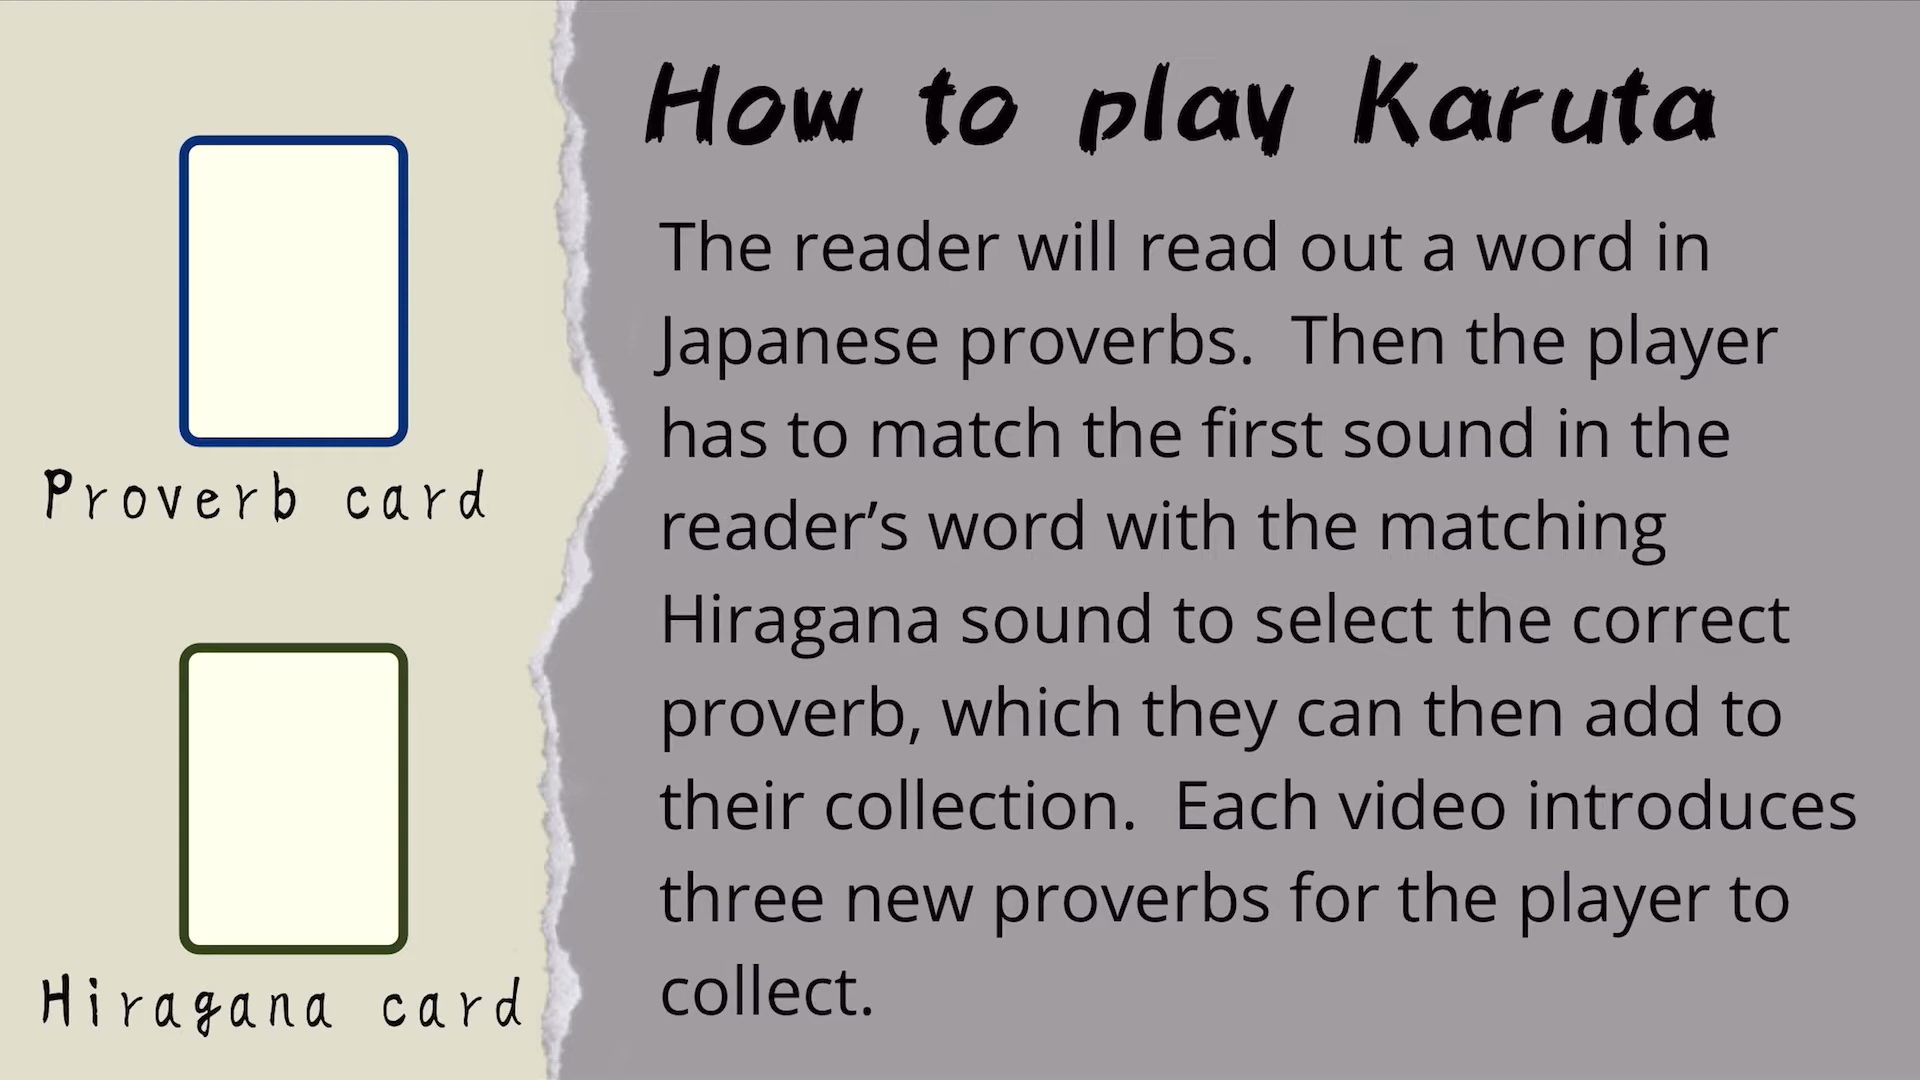 How to play Karuta
The reader will read out a word in
Japanese proverbs.  Then the player
has to match the first sound in the
reader’s word with the matching
Hiragana sound to select the correct
proverb, which they can then add to
their collection.  Each video introduces
three new proverbs for the player to
collect.
Proverb card
Hiragana card